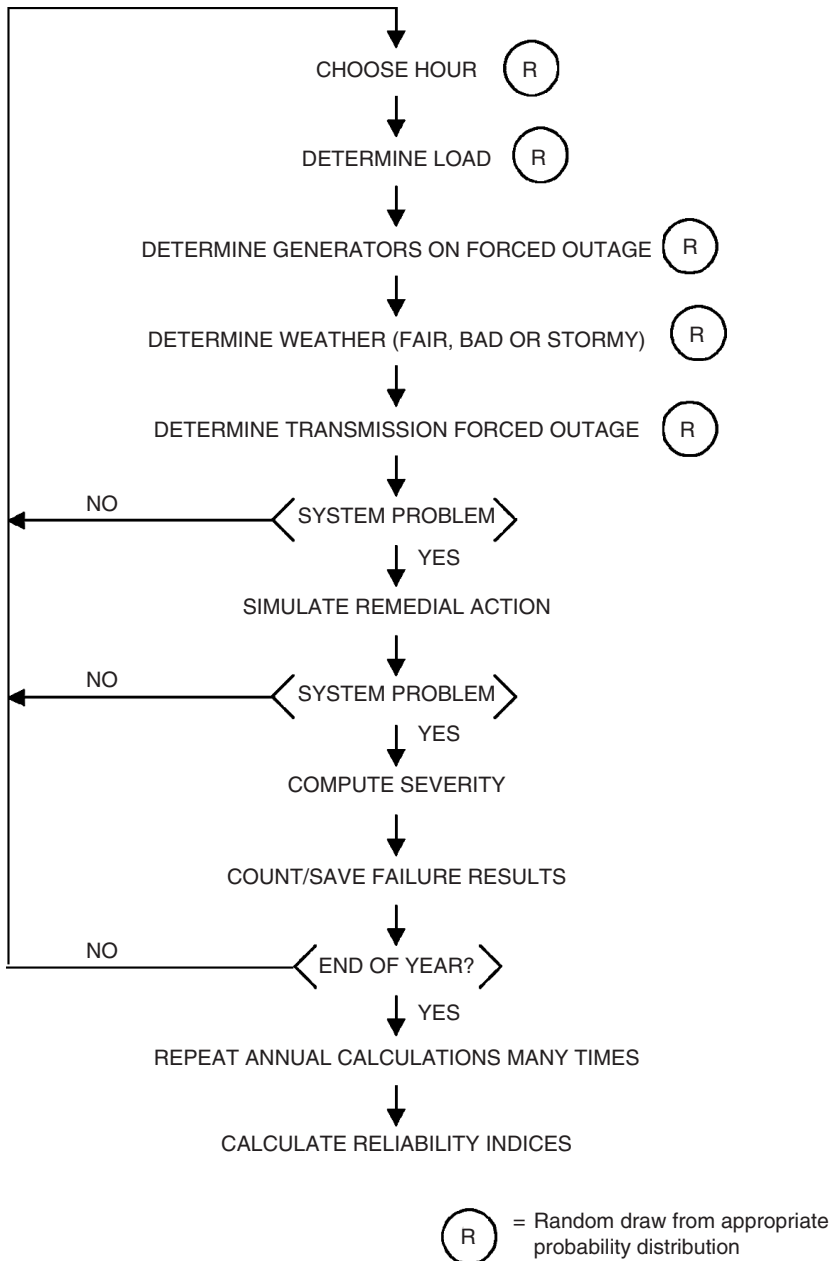 CHOOSE HOUR R
DETERMINE LOAD R
DETERMINE GENERATORS ON FORCED OUTAGE R
DETERMINE WEATHER (FAIR, BAD OR STORMY) R
DETERMINE TRANSMISSION FORCED OUTAGE R
NO
SYSTEM PROBLEM
YES
SIMULATE REMEDIAL ACTION
NO
SYSTEM PROBLEM
YES
COMPUTE SEVERITY
COUNT/SAVE FAILURE RESULTS
NO
END OF YEAR?
YES
REPEAT ANNUAL CALCULATIONS MANY TIMES
CALCULATE RELIABILITY INDICES
R = Random draw from appropriate
probability distribution